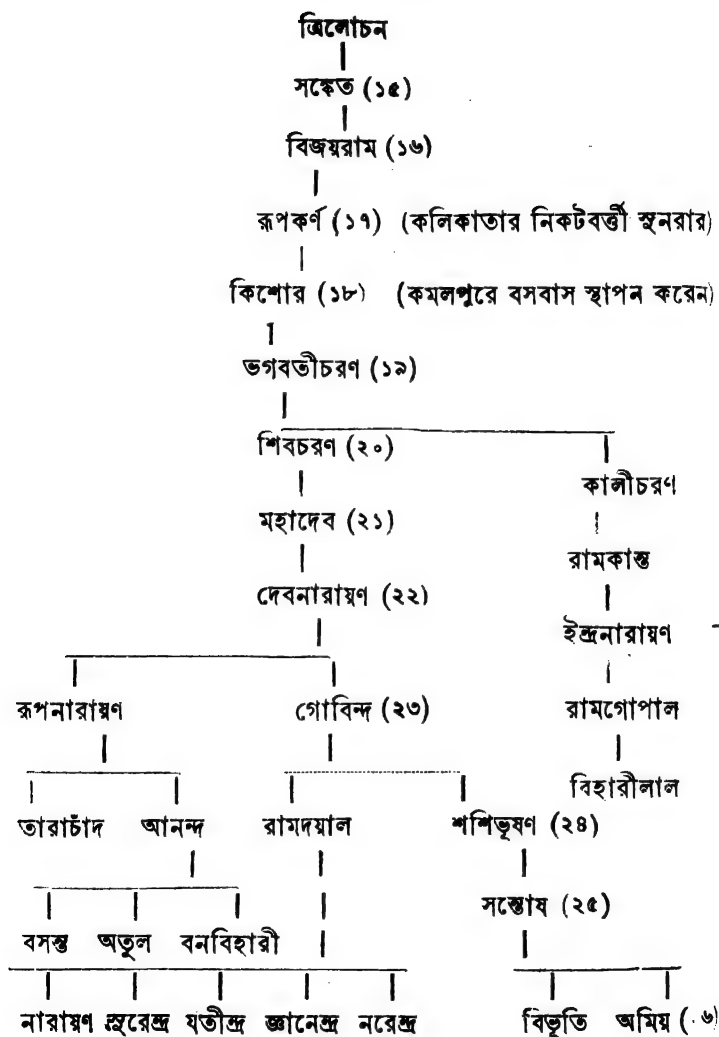 ত্রিলোচন
সঙ্কেত (১৫)
বিজয়রাম (১৬)
রূপকর্ণ (১৭) (কলিকাতার নিকটবর্ত্তী সুনরার)
কিশোর (১৮) (কমলপুরে বসবাস স্থাপন করেন)
ভগবতীচরণ (১৯)
শিবচরণ (২০)
কালীচরণ
মহাদেব (২১)
রামকান্ত
দেবনারায়ণ (২২)
ইন্দ্রনারায়ণ
রূপনারায়ণ গোবিন্দ (২৩) রামগোপাল
বিহারীলাল
তারাচাঁদ আনন্দ রামদয়াল শশিভূষণ (২৪)
সন্তোষ (২৫)
বসন্ত অতুল বনবিহারী
নারায়ণ সুরেন্দ্র যতীন্দ্র জ্ঞানেন্দ্র নরেন্দ্র বিভূতি অমিয় ( ৬)